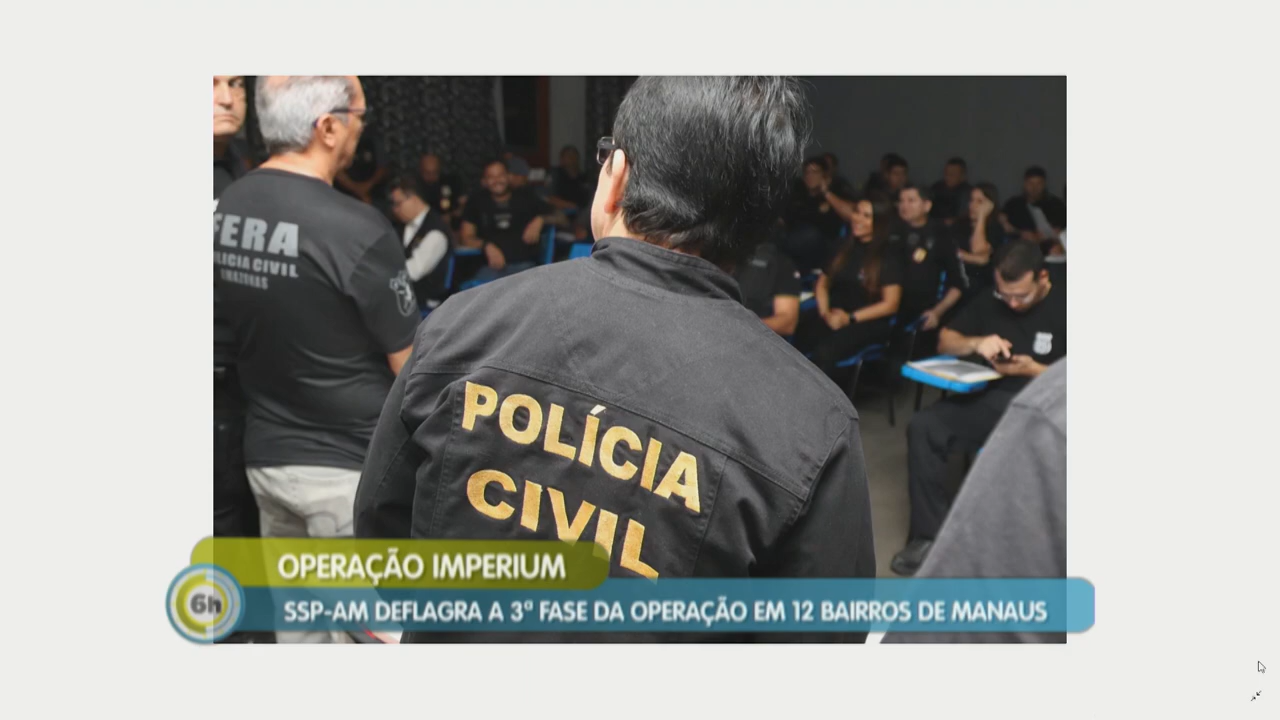 FERA
POLÍCIA CIVIL
AMAZONAS
POLÍCIA
CIVIL
OPERAÇÃO IMPERIUM
6h
SSP-AM DEFLAGRA A 3ª FASE DA OPERAÇÃO EM 12 BAIRROS DE MANAUS